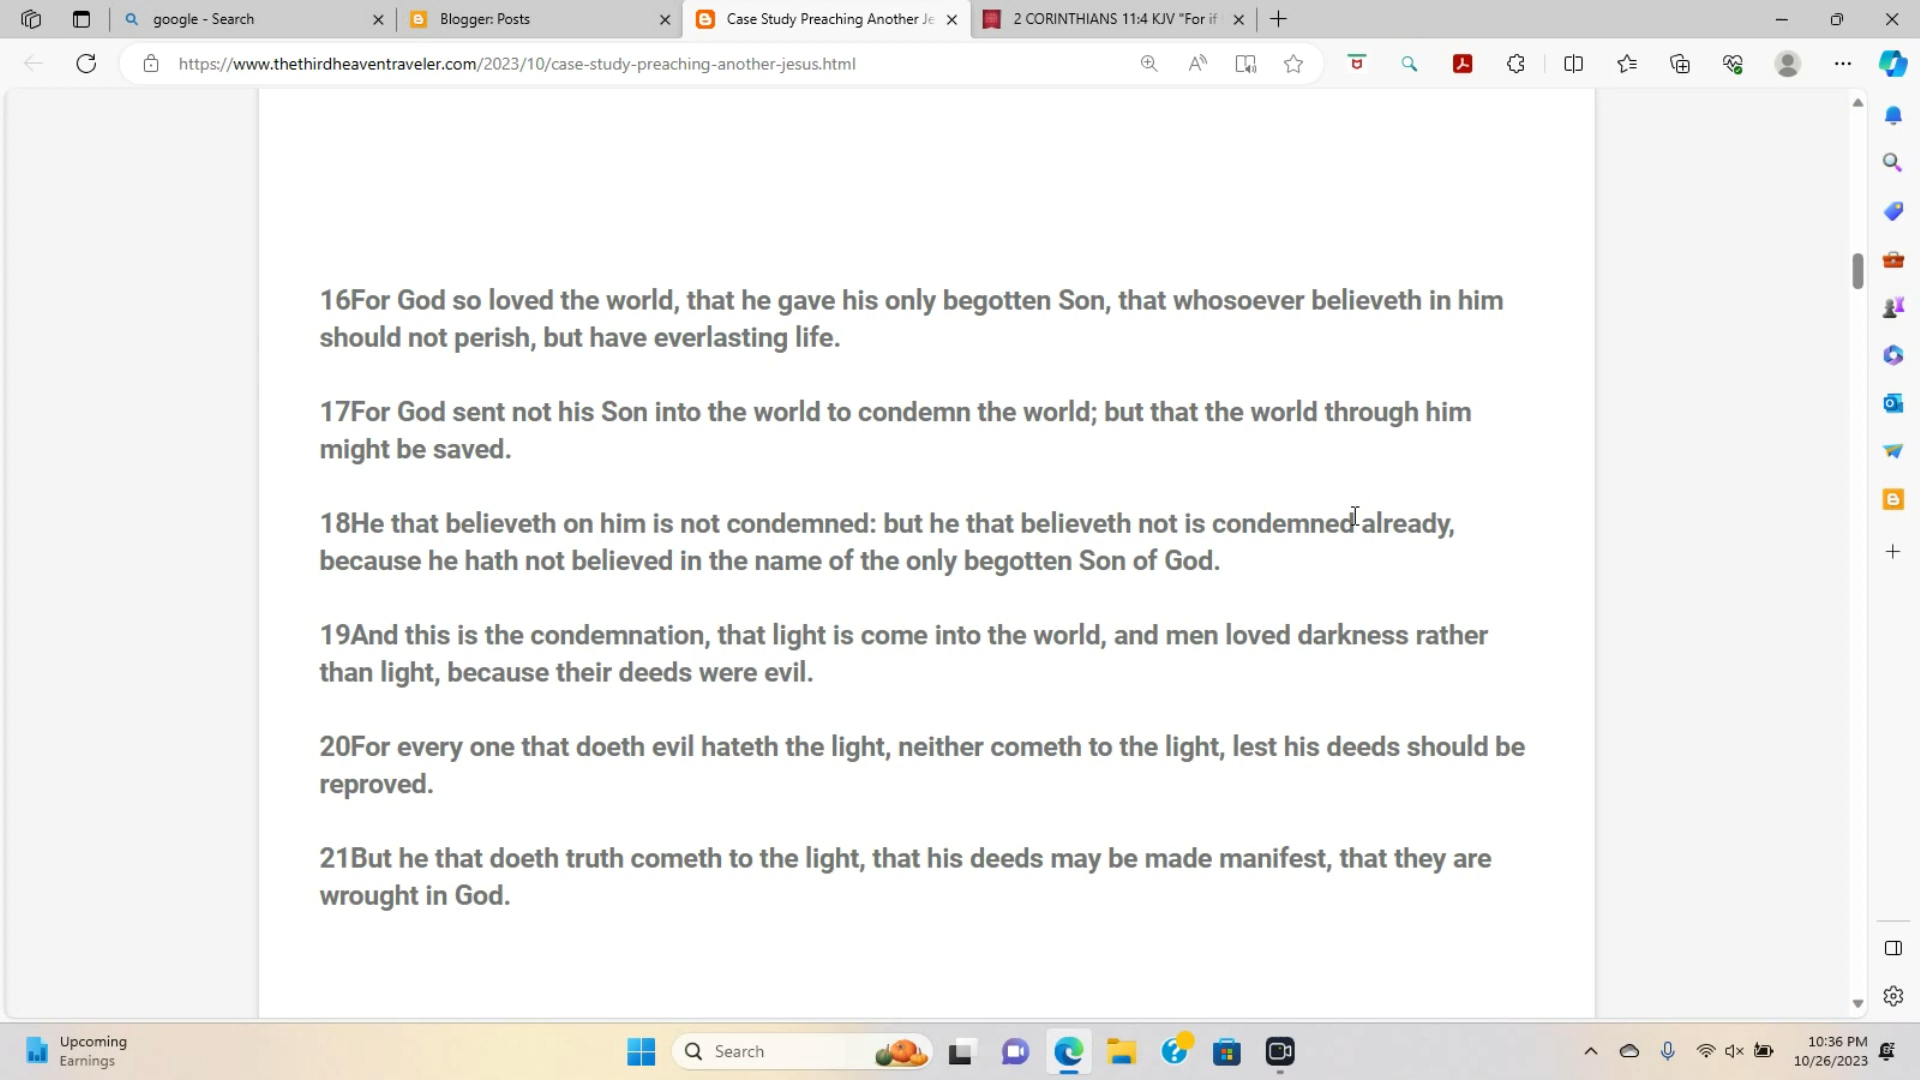 google - Search
Blogger: Posts
Case Study Preaching Another Je
2 CORINTHIANS 11:4 KJV "For if
https://www.thethirdheaventraveler.com/2023/10/case-study-preaching-another-jesus.html
16For God so loved the world, that he gave his only begotten Son, that whosoever believeth in him
should not perish, but have everlasting life.
17For God sent not his Son into the world to condemn the world; but that the world through him
might be saved.
18He that believeth on him is not condemned: but he that believeth not is condemned already,
because he hath not believed in the name of the only begotten Son of God.
19And this is the condemnation, that light is come into the world, and men loved darkness rather
than light, because their deeds were evil.
20For every one that doeth evil hateth the light, neither cometh to the light, lest his deeds should be
reproved.
21But he that doeth truth cometh to the light, that his deeds may be made manifest, that they are
wrought in God.
Upcoming
Earnings
Search
10:36 PM
10/26/2023